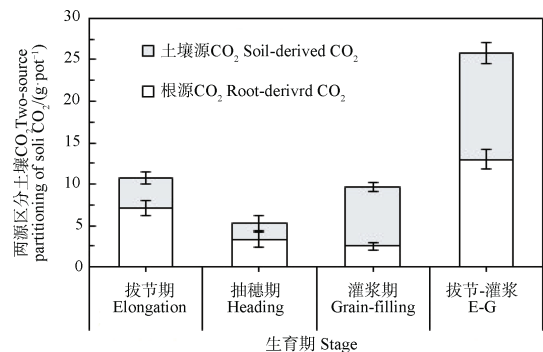 两源区分土壤CO₂Two-source
partitioning of soli CO₂/(g·pot⁻¹)
30
25
20
15
10
5
0
土壤源CO₂ Soil-derived CO₂
根源CO₂ Root-derivrd CO₂
拔节期
Elongation
抽穗期
Heading
灌浆期
Grain-filling
拔节-灌浆
E-G
生育期 Stage